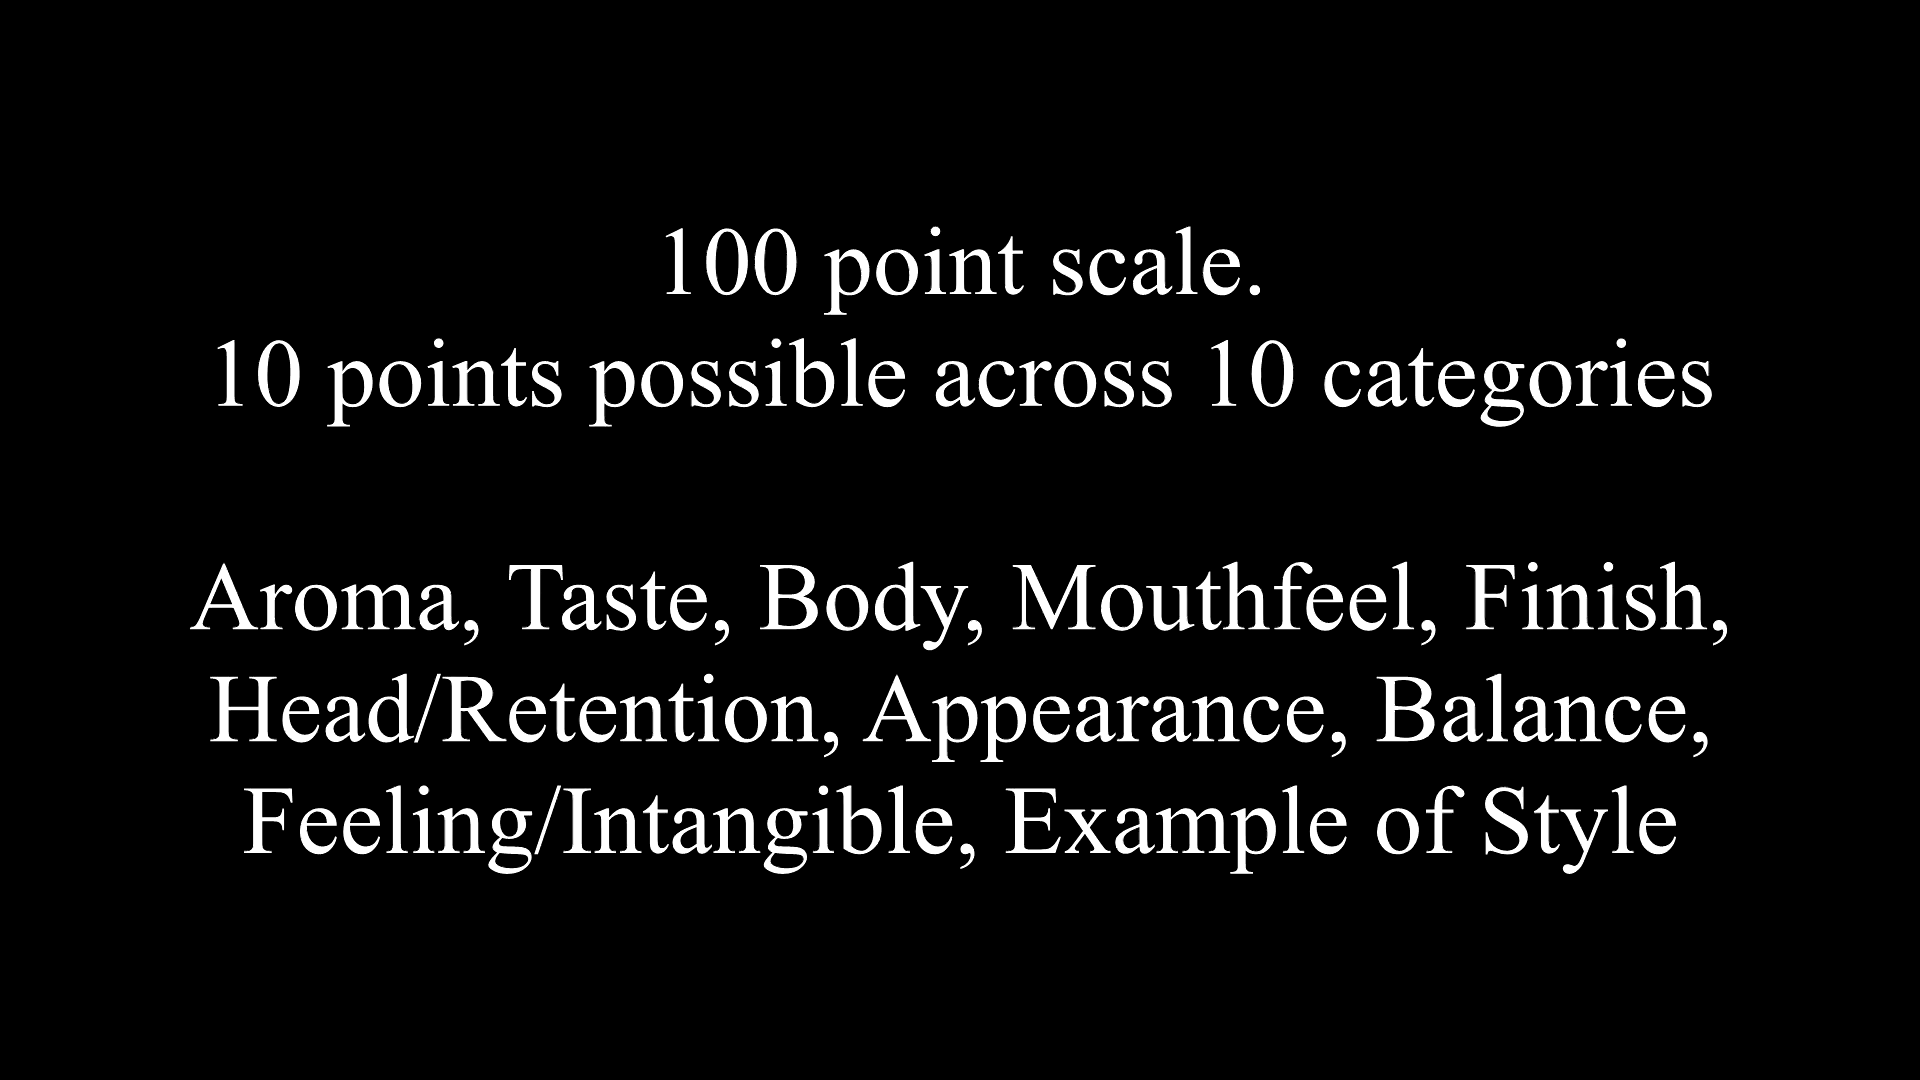 100 point scale.
10 points possible across 10 categories
Aroma, Taste, Body, Mouthfeel, Finish,
Head/Retention, Appearance, Balance,
Feeling/Intangible, Example of Style